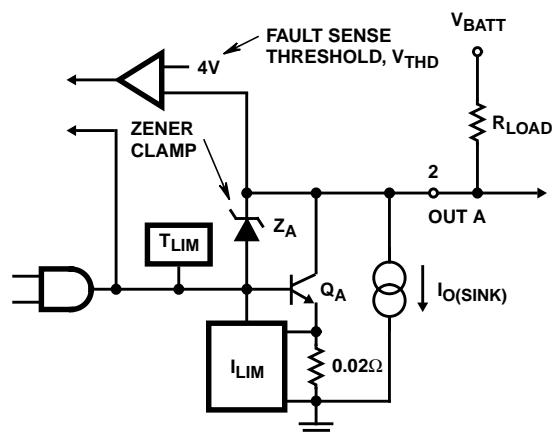 FAULT SENSE
THRESHOLD, VTHD
VBATT
4V
RLOAD
ZENER
CLAMP
2
OUT A
ZA
TLIM
QA
IO(SINK)
ILIM
0.02Ω